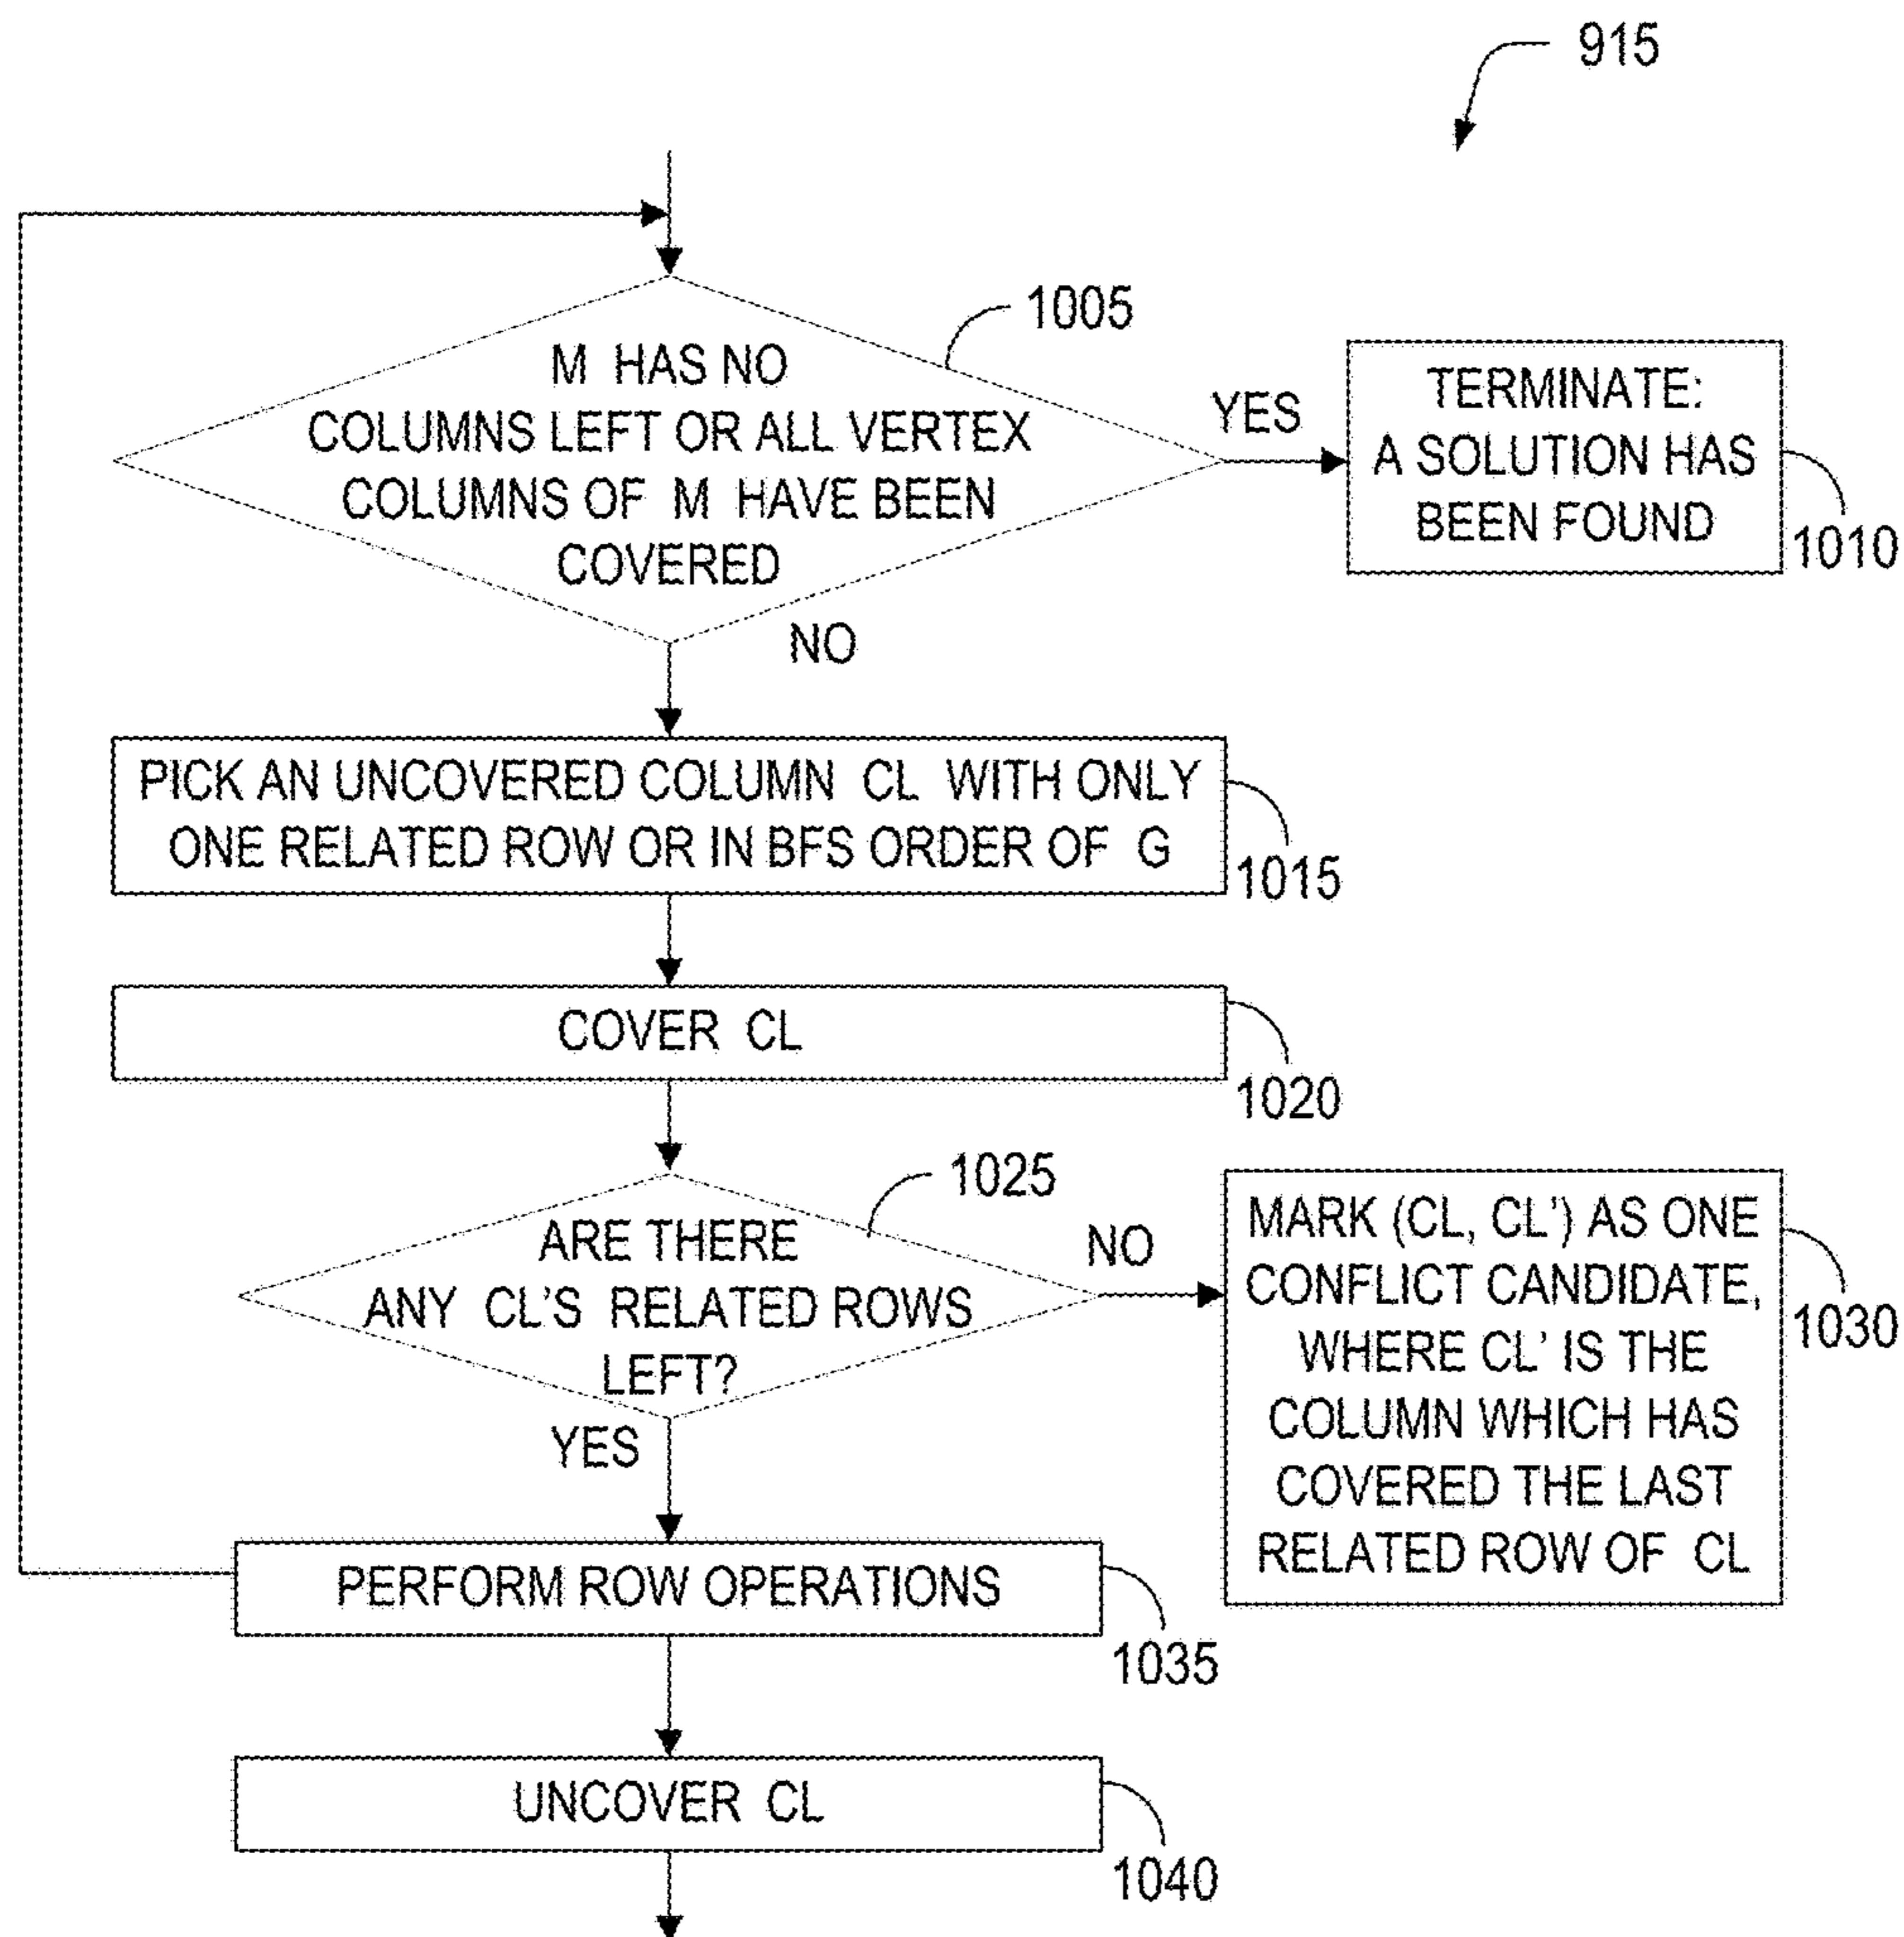 915
1005
M HAS NO
COLUMNS LEFT OR ALL VERTEX
COLUMNS OF M HAVE BEEN
COVERED
YES
TERMINATE:
A SOLUTION HAS
BEEN FOUND
1010
NO
PICK AN UNCOVERED COLUMN CL WITH ONLY
ONE RELATED ROW OR IN BFS ORDER OF G
1015
COVER CL
1020
1025
ARE THERE
ANY CL'S RELATED ROWS
LEFT?
NO
MARK (CL, CL') AS ONE
CONFLICT CANDIDATE,
WHERE CL' IS THE
COLUMN WHICH HAS
COVERED THE LAST
RELATED ROW OF CL
1030
YES
PERFORM ROW OPERATIONS
1035
UNCOVER CL
1040